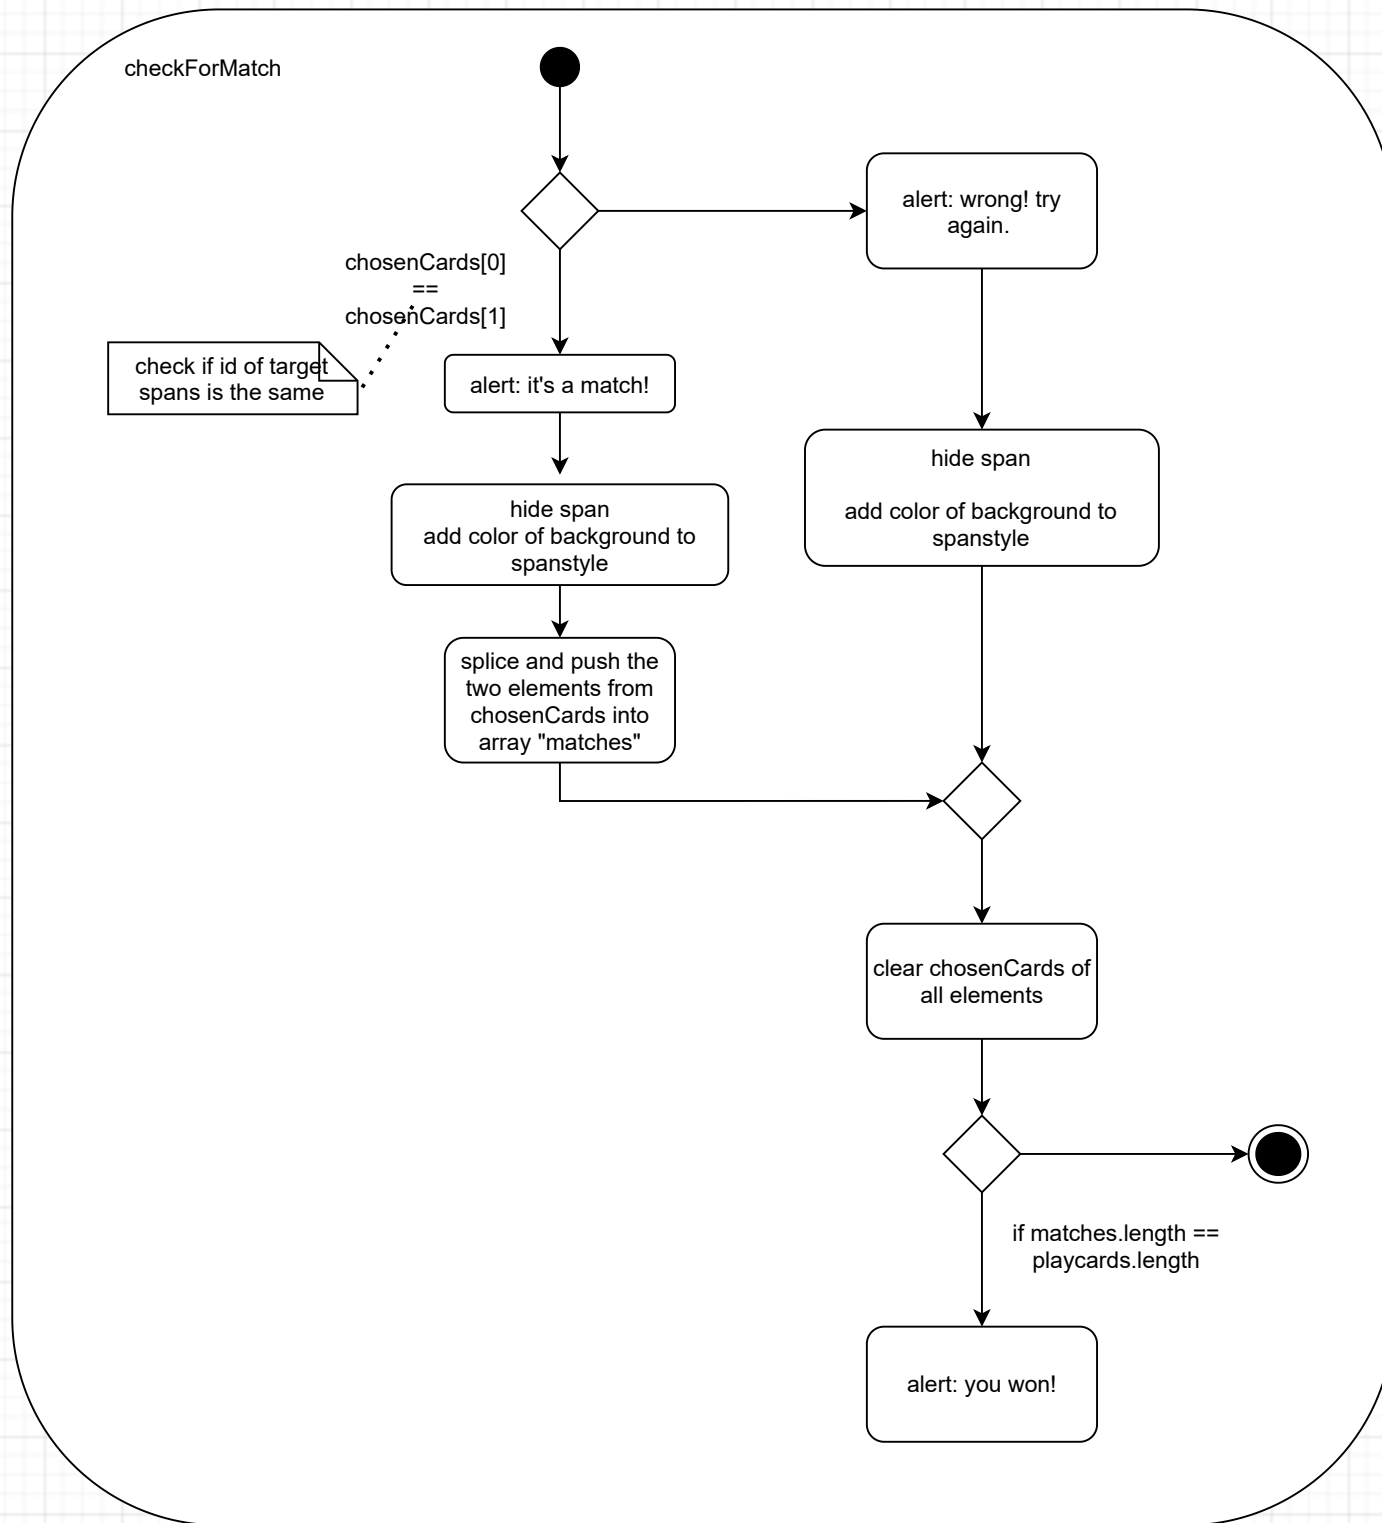 checkForMatch
alert: wrong! try
again.
chosenCards[0]
==
chosenCards[1]
check if id of target
spans is the same
alert: it's a match!
hide span
add color of background to
spanstyle
hide span
add color of background to
spanstyle
splice and push the
two elements from
chosenCards into
array "matches"
clear chosenCards of
all elements
if matches.length ==
playcards.length
alert: you won!